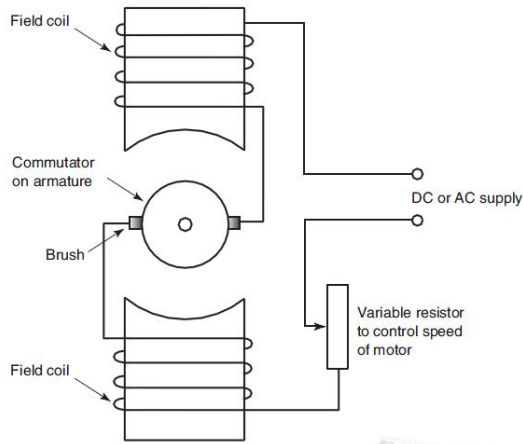 Field coil
Commutator
on armature
DC or AC supply
Brush
Variable resistor
to control speed
of motor
Field coil